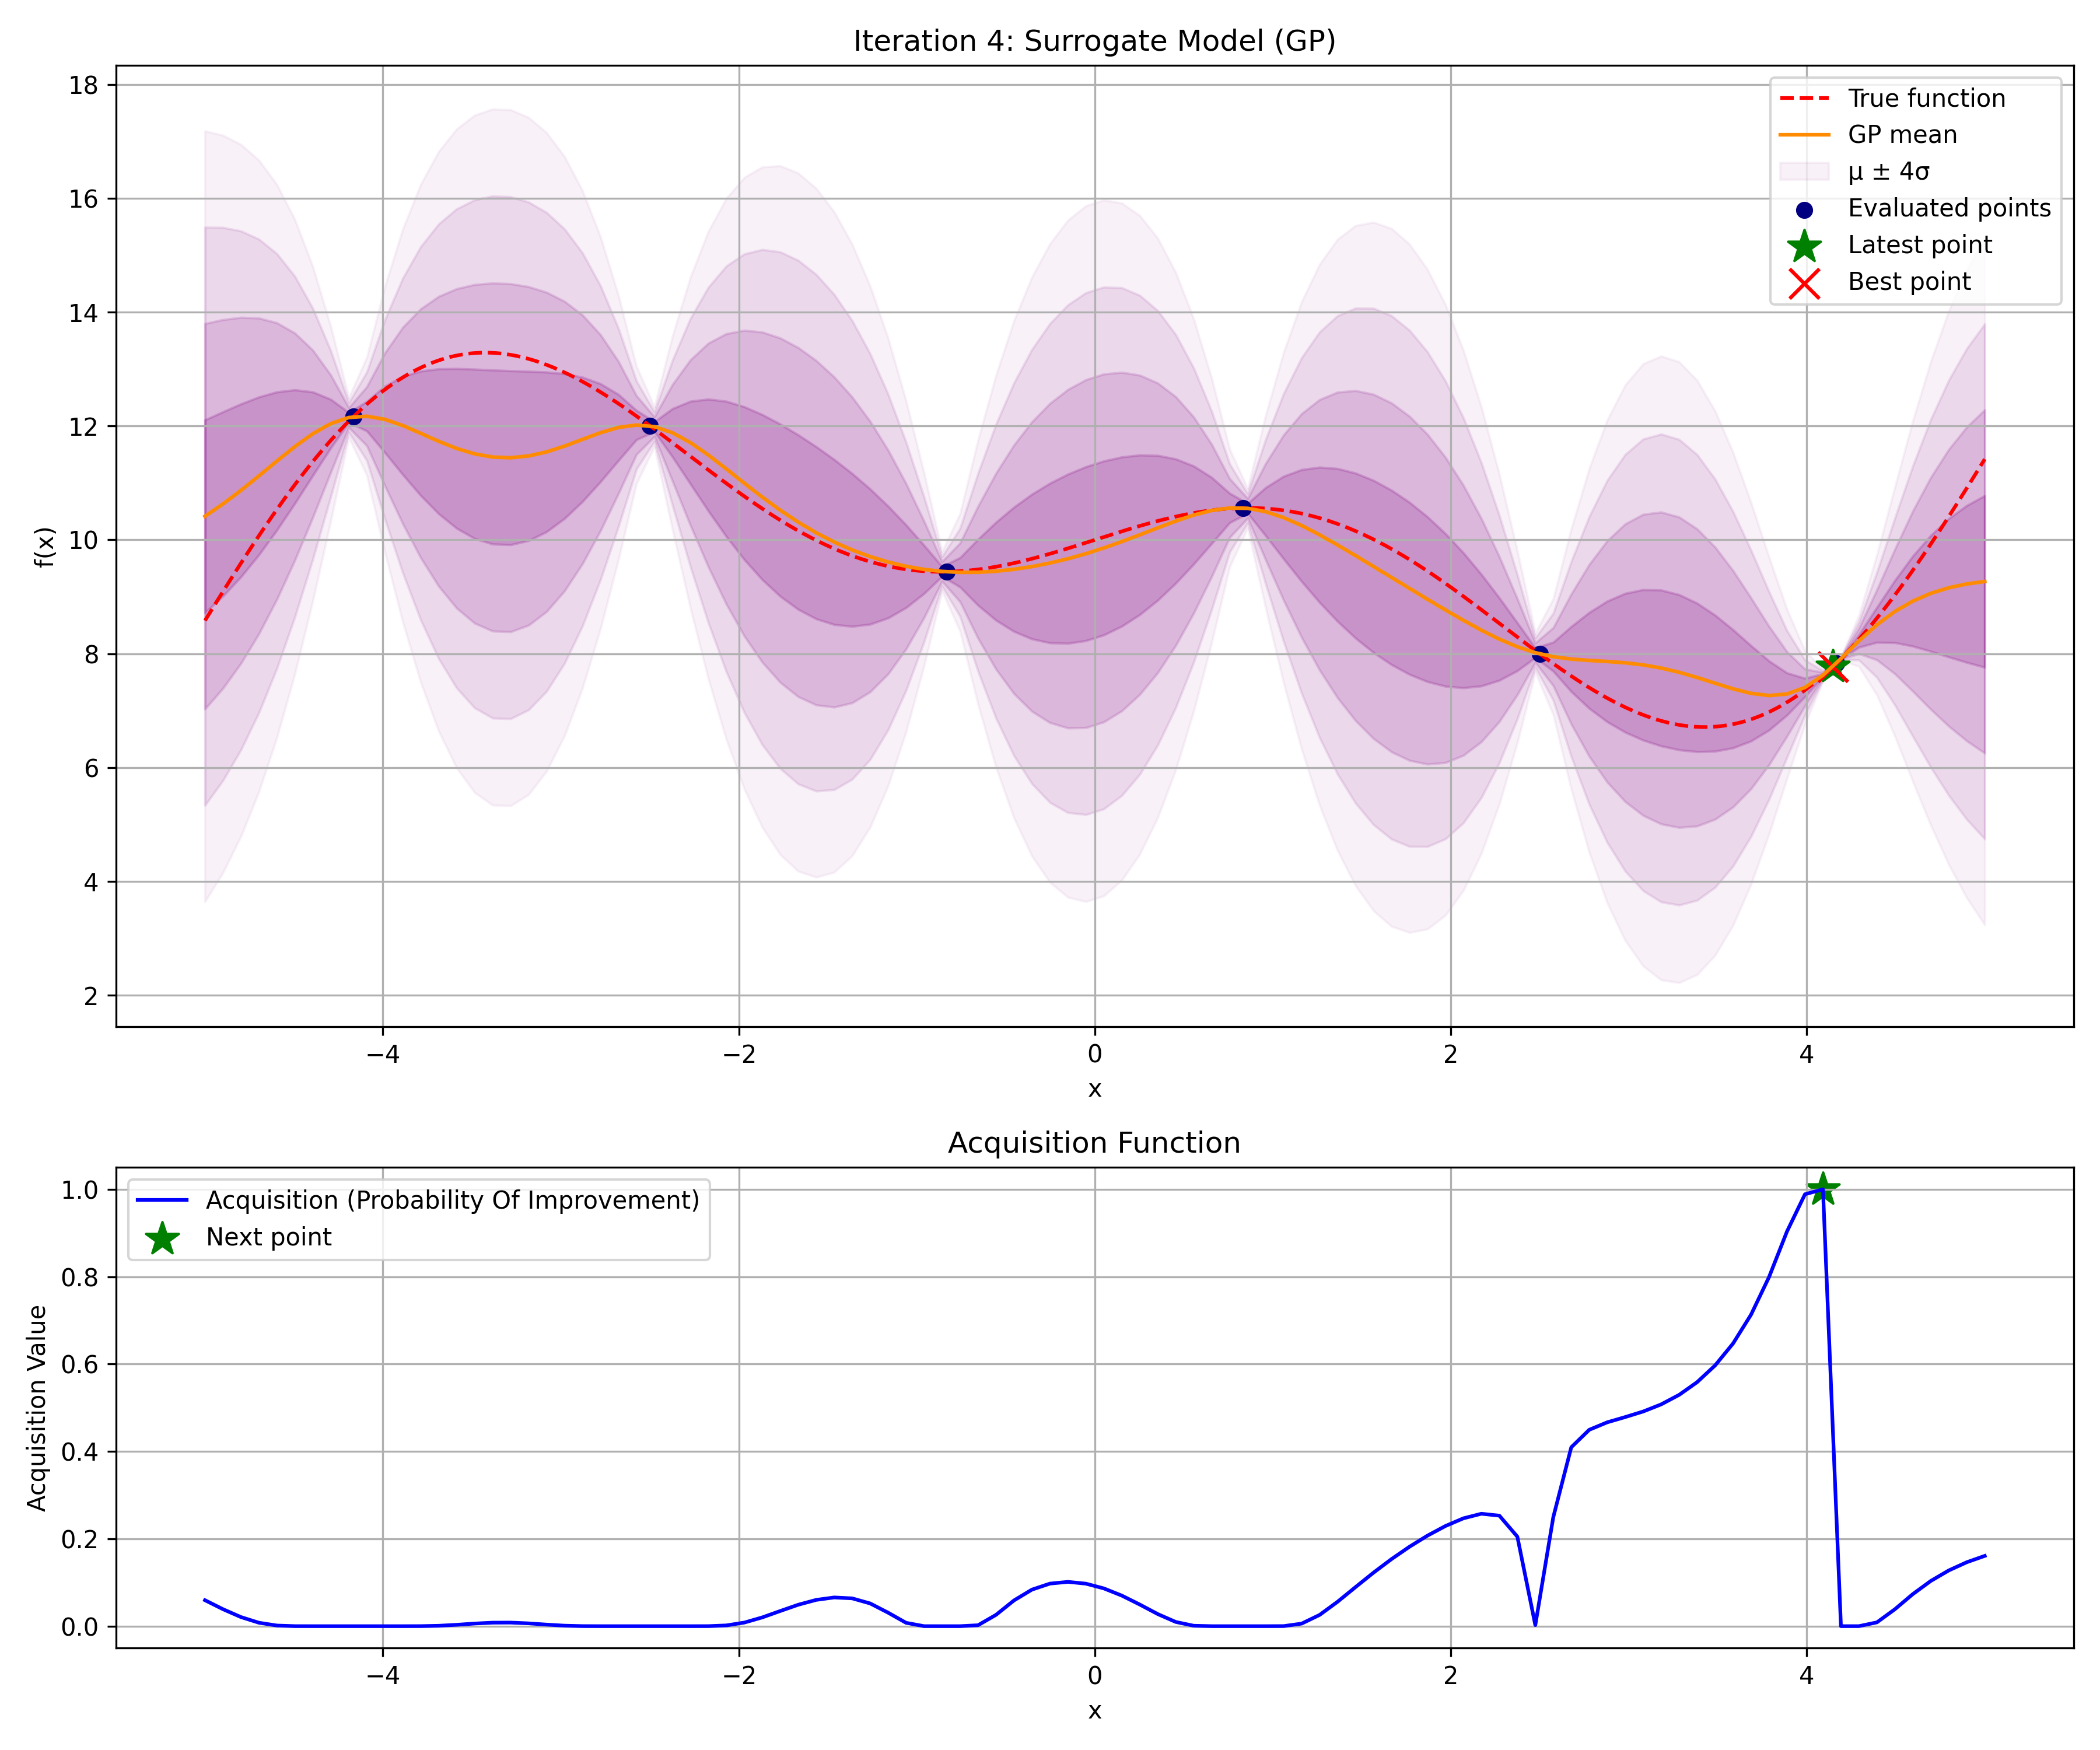 Iteration 4: Surrogate Model (GP)
18
16
14
12
10
8
6
4
2
f(x)
True function
GP mean
μ ± 4σ
Evaluated points
Latest point
Best point
−4
−2
0
2
4
x
Acquisition Function
1.0
0.8
0.6
0.4
0.2
0.0
Acquisition Value
Acquisition (Probability Of Improvement)
Next point
−4
−2
0
2
4
x